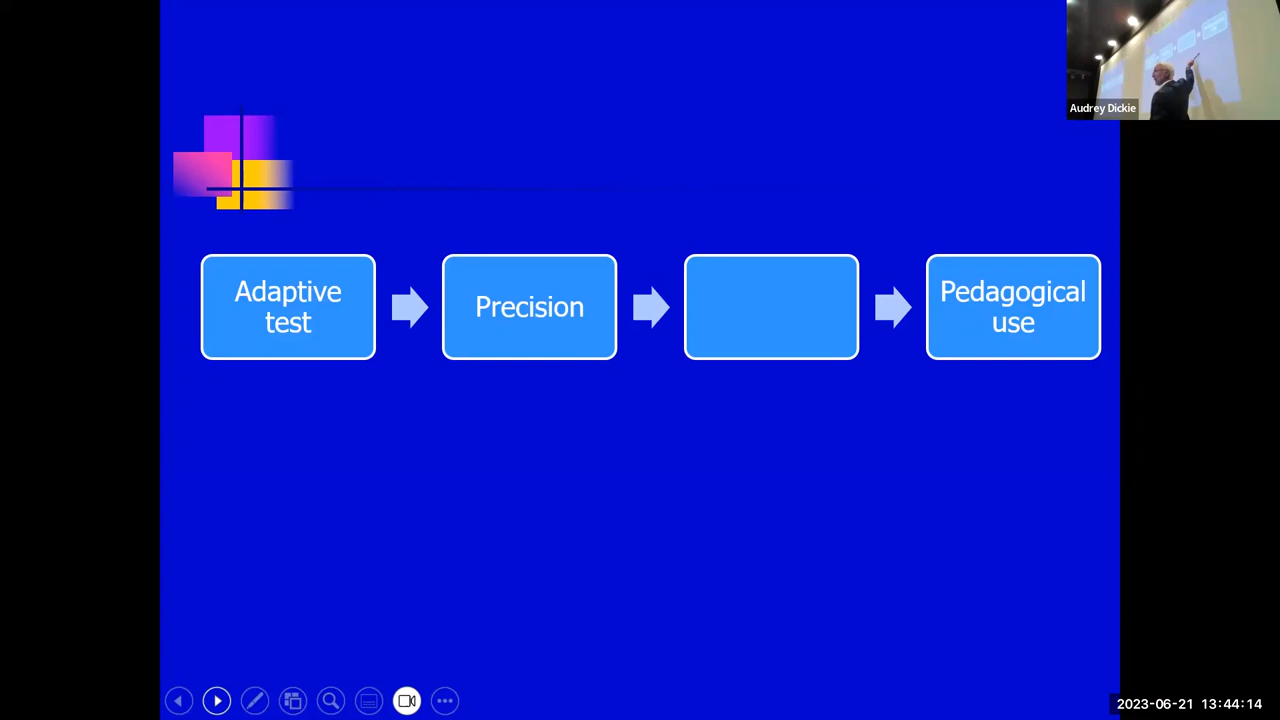 Audrey Dickie
Adaptive
test
Precision
Pedagogical
use
2023-06-21 13:44:14